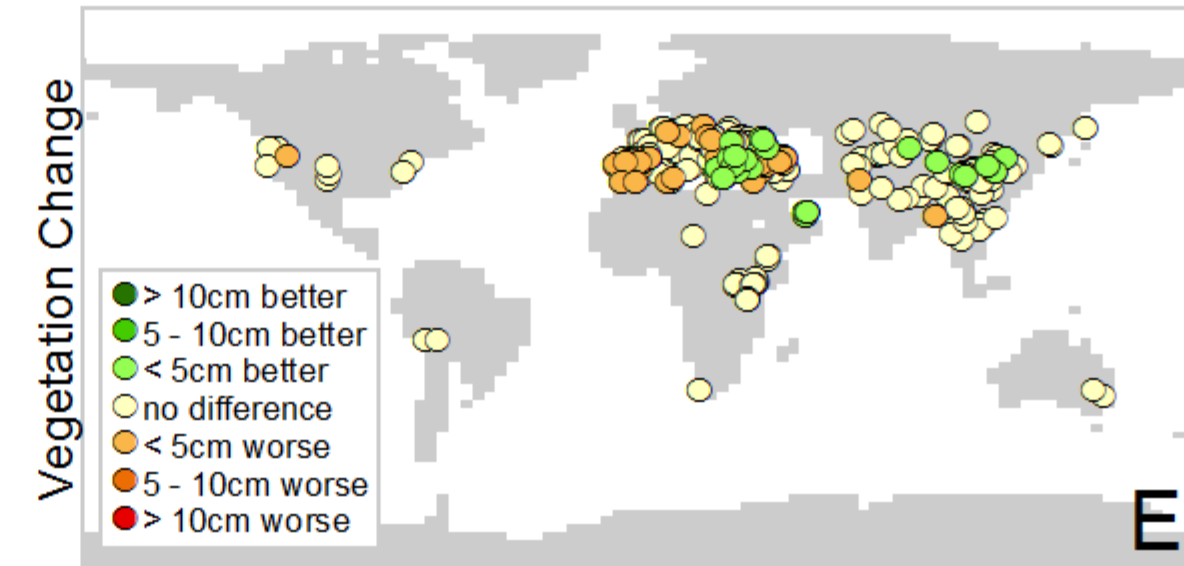 Vegetation Change
> 10cm better
5 - 10cm better
< 5cm better
no difference
< 5cm worse
5 - 10cm worse
> 10cm worse
E